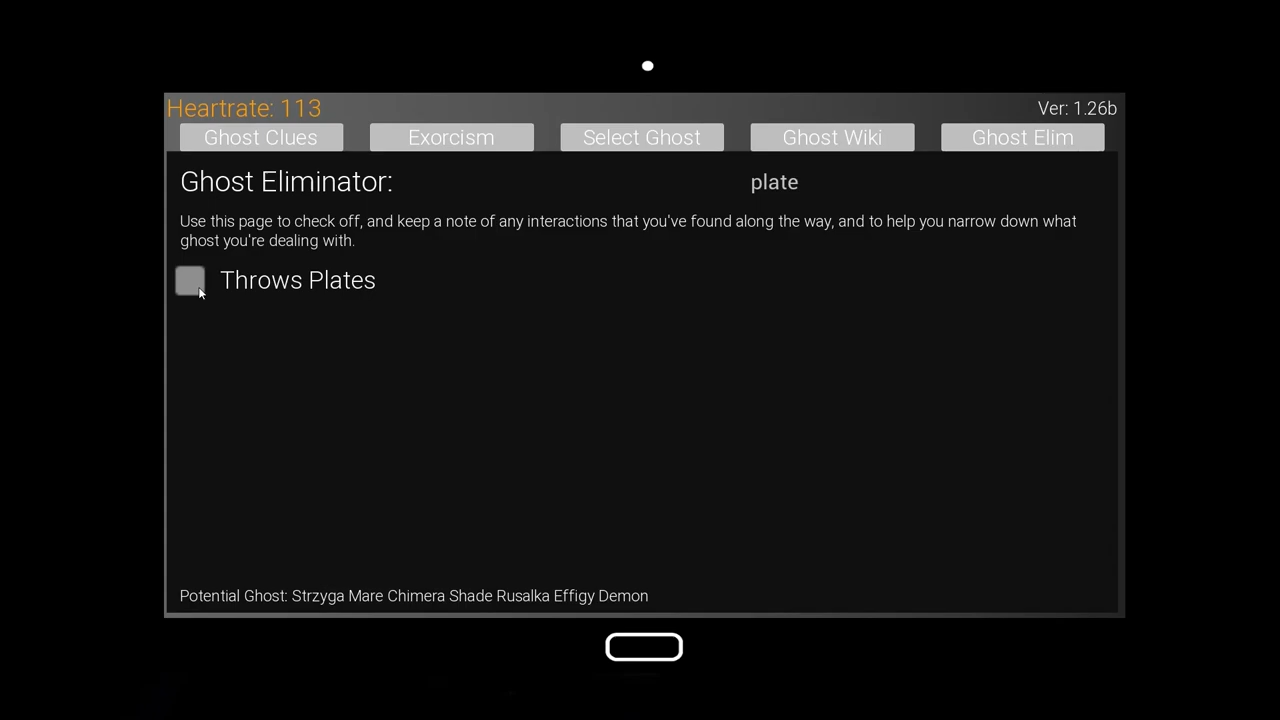 Heartrate: 113
Ver: 1.26b
Ghost Clues
Exorcism
Select Ghost
Ghost Wiki
Ghost Elim
Ghost Eliminator:
plate
Use this page to check off, and keep a note of any interactions that you've found along the way, and to help you narrow down what
ghost you're dealing with.
Throws Plates
Potential Ghost: Strzyga Mare Chimera Shade Rusalka Effigy Demon